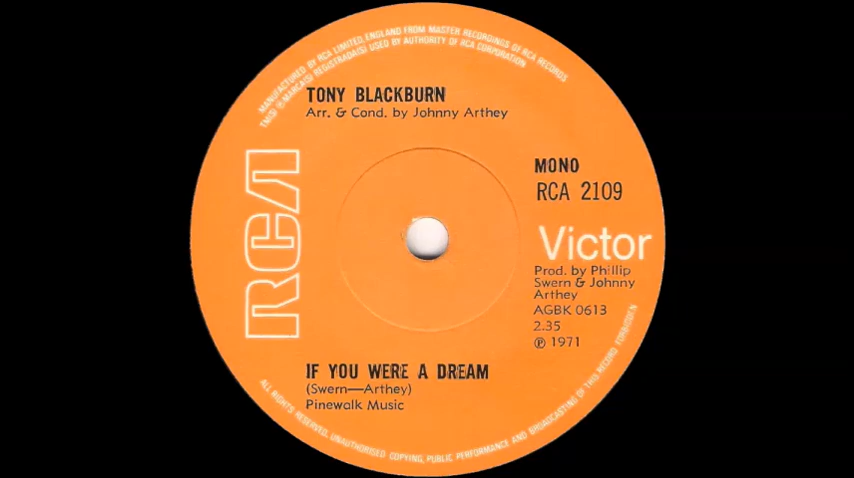 MANUFACTURED BY RCA LIMITED, ENGLAND FROM MASTER RECORDINGS OF RCA RECORDS
TM(S) ® MARCA(S) REGISTRADA(S) USED BY AUTHORITY OF RCA CORPORATION
TONY BLACKBURN
Arr. & Cond. by Johnny Arthey
RCA
MONO
RCA 2109
Victor
Prod. by Phillip
Swern & Johnny
Arthey
AGBK 0613
2.35
℗ 1971
IF YOU WERE A DREAM
(Swern—Arthey)
Pinewalk Music
ALL RIGHTS RESERVED, UNAUTHORISED COPYING, PUBLIC PERFORMANCE AND BROADCASTING OF THIS RECORD FORBIDDEN